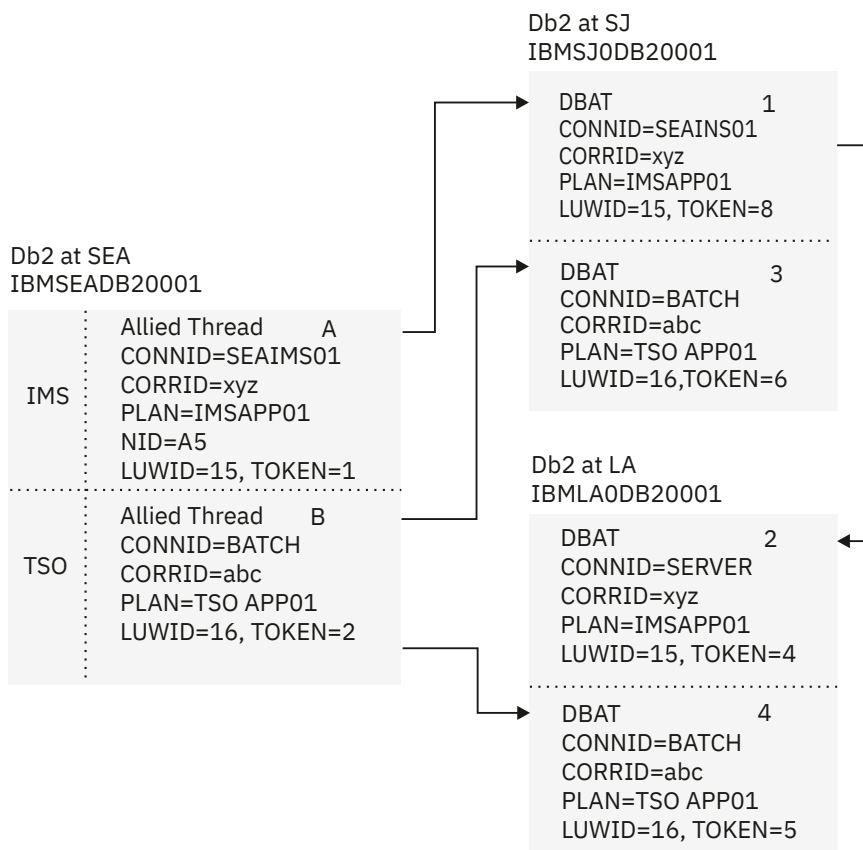 Db2 at SJ
IBMSJ0DB20001
DBAT 1
CONNID=SEAINS01
CORRID=xyz
PLAN=IMSAPP01
LUWID=15, TOKEN=8
DBAT 3
CONNID=BATCH
CORRID=abc
PLAN=TSO APP01
LUWID=16,TOKEN=6
Db2 at SEA
IBMSEADB20001
IMS
Allied Thread A
CONNID=SEAIMS01
CORRID=xyz
PLAN=IMSAPP01
NID=A5
LUWID=15, TOKEN=1
TSO
Allied Thread B
CONNID=BATCH
CORRID=abc
PLAN=TSO APP01
LUWID=16, TOKEN=2
Db2 at LA
IBMLA0DB20001
DBAT 2
CONNID=SERVER
CORRID=xyz
PLAN=IMSAPP01
LUWID=15, TOKEN=4
DBAT 4
CONNID=BATCH
CORRID=abc
PLAN=TSO APP01
LUWID=16, TOKEN=5